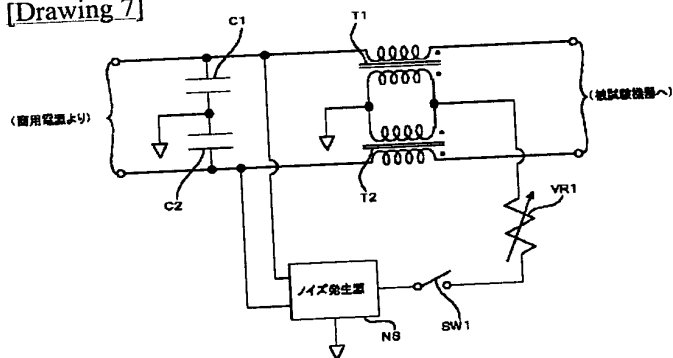 [Drawing 7]
C1
T1
(商用電源より)
(被試験機器へ)
C2
T2
VR1
ノイズ発生源
SW1
NS